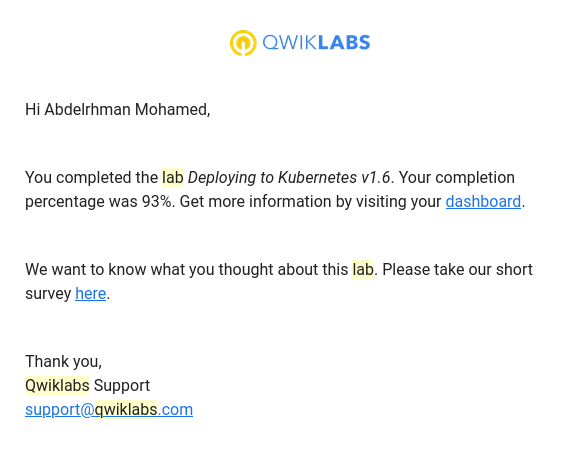 QWIKLABS
Hi Abdelrhman Mohamed,
You completed the lab Deploying to Kubernetes v1.6. Your completion
percentage was 93%. Get more information by visiting your dashboard.
We want to know what you thought about this lab. Please take our short
survey here.
Thank you,
Qwiklabs Support
support@qwiklabs.com